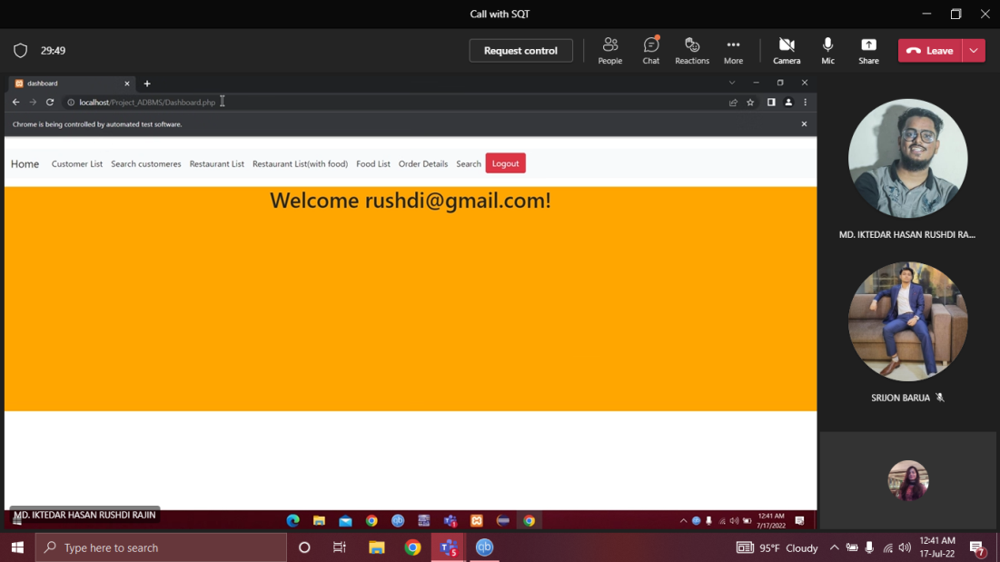 Call with SQT
29:49
Request control
People
Chat
Reactions
More
Camera
Mic
Share
Leave
dashboard
localhost/Project_ADBMS/Dashboard.php
Chrome is being controlled by automated test software.
Home Customer List Search customeres Restaurant List Restaurant List(with food) Food List Order Details Search Logout
Welcome rushdi@gmail.com!
MD. IKTEDAR HASAN RUSHDI RA...
SRIJON BARUA
MD. IKTEDAR HASAN RUSHDI RAJIN
12:41 AM
7/17/2022
Type here to search
95°F Cloudy
12:41 AM
17-Jul-22
7